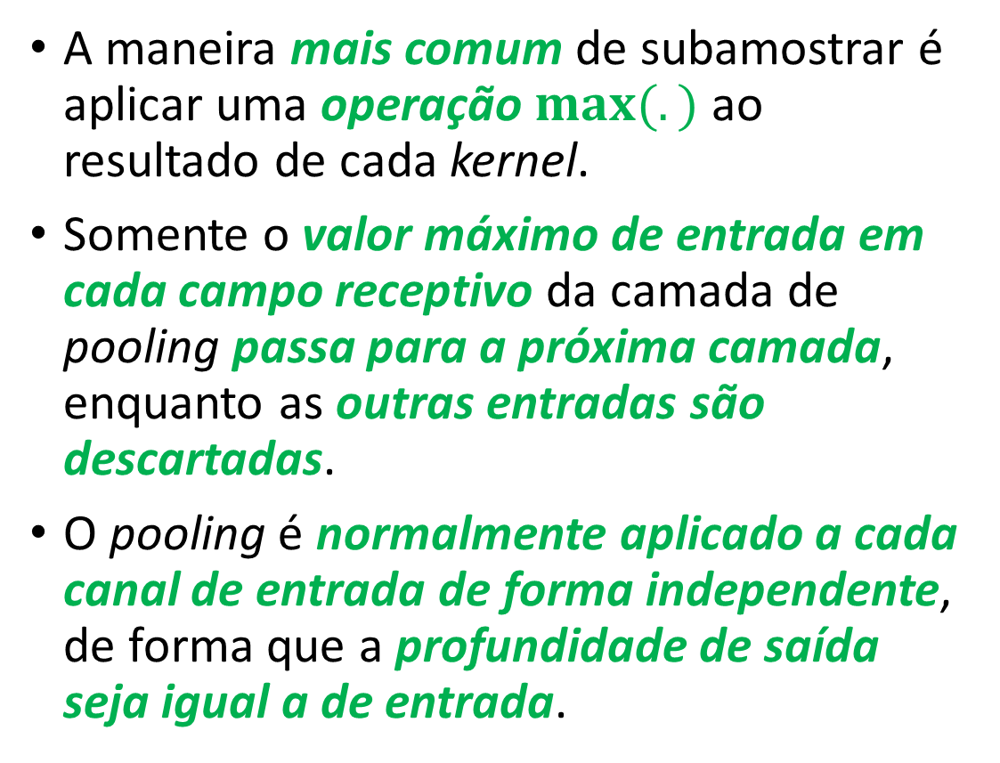 • A maneira mais comum de subamostrar é
aplicar uma operação max(. ) ao
resultado de cada kernel.
• Somente o valor máximo de entrada em
cada campo receptivo da camada de
pooling passa para a próxima camada,
enquanto as outras entradas são
descartadas.
• O pooling é normalmente aplicado a cada
canal de entrada de forma independente,
de forma que a profundidade de saída
seja igual a de entrada.